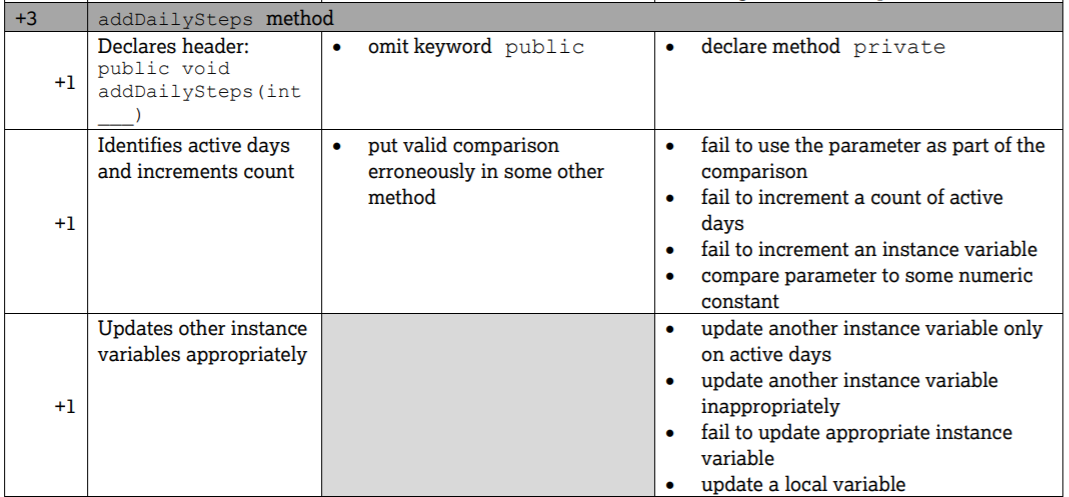 +3 addDailySteps method
+1
Declares header:
public void
addDailySteps(int
___)
• omit keyword public
• declare method private
+1
Identifies active days
and increments count
• put valid comparison
erroneously in some other
method
• fail to use the parameter as part of the
comparison
• fail to increment a count of active
days
• fail to increment an instance variable
• compare parameter to some numeric
constant
+1
Updates other instance
variables appropriately
• update another instance variable only
on active days
• update another instance variable
inappropriately
• fail to update appropriate instance
variable
• update a local variable